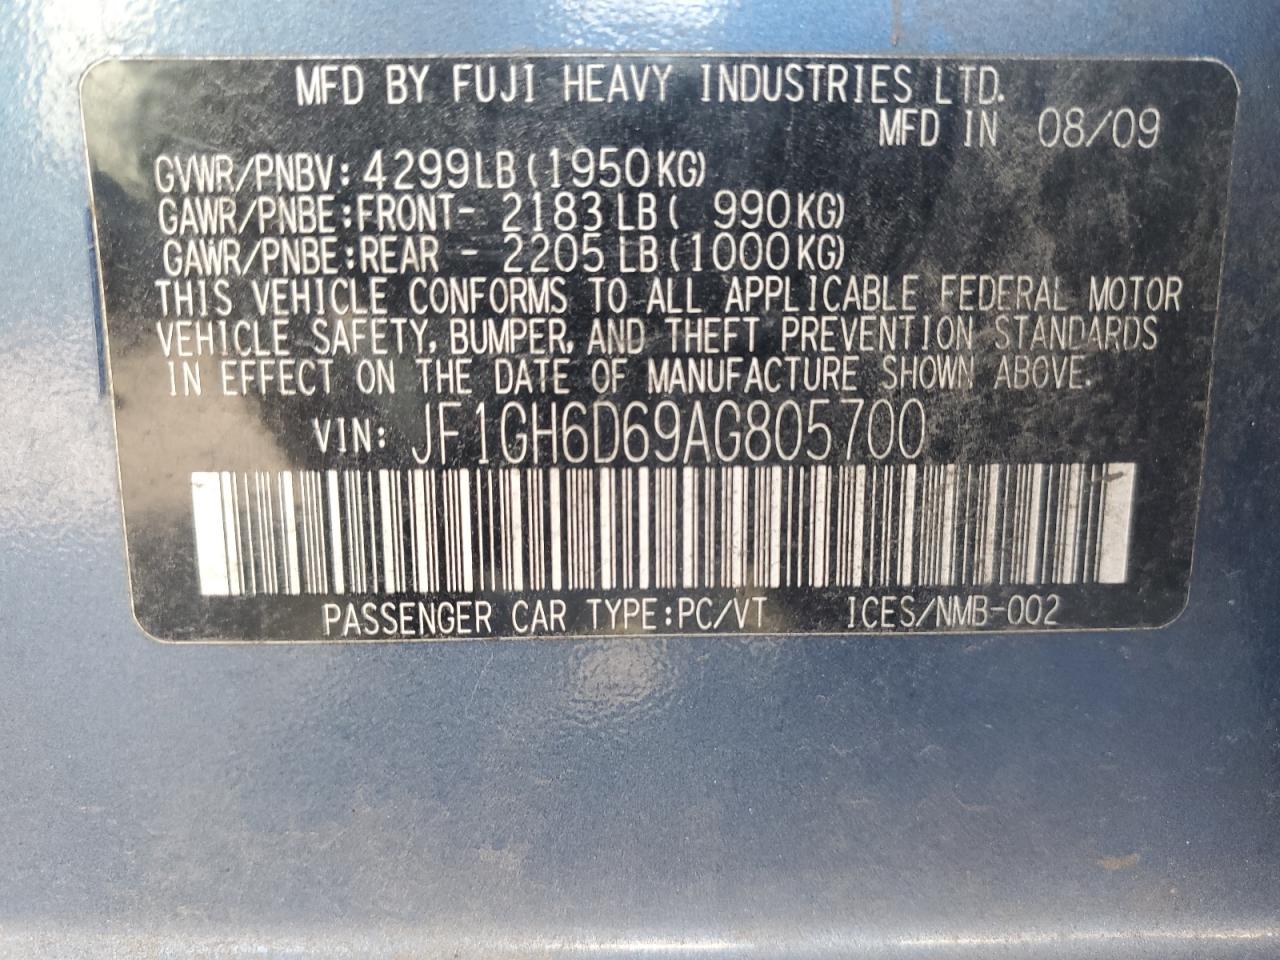 MFD BY FUJI HEAVY INDUSTRIES LTD.
MFD IN 08/09
GVWR/PNBV: 4299LB (1950KG)
GAWR/PNBE:FRONT- 2183LB( 990KG)
GAWR/PNBE:REAR - 2205LB(1000KG)
THIS VEHICLE CONFORMS TO ALL APPLICABLE FEDERAL MOTOR
VEHICLE SAFETY, BUMPER, AND THEFT PREVENTION STANDARDS
IN EFFECT ON THE DATE OF MANUFACTURE SHOWN ABOVE.
VIN: JF1GH6D69AG805700
PASSENGER CAR TYPE:PC/VT ICES/NMB-002